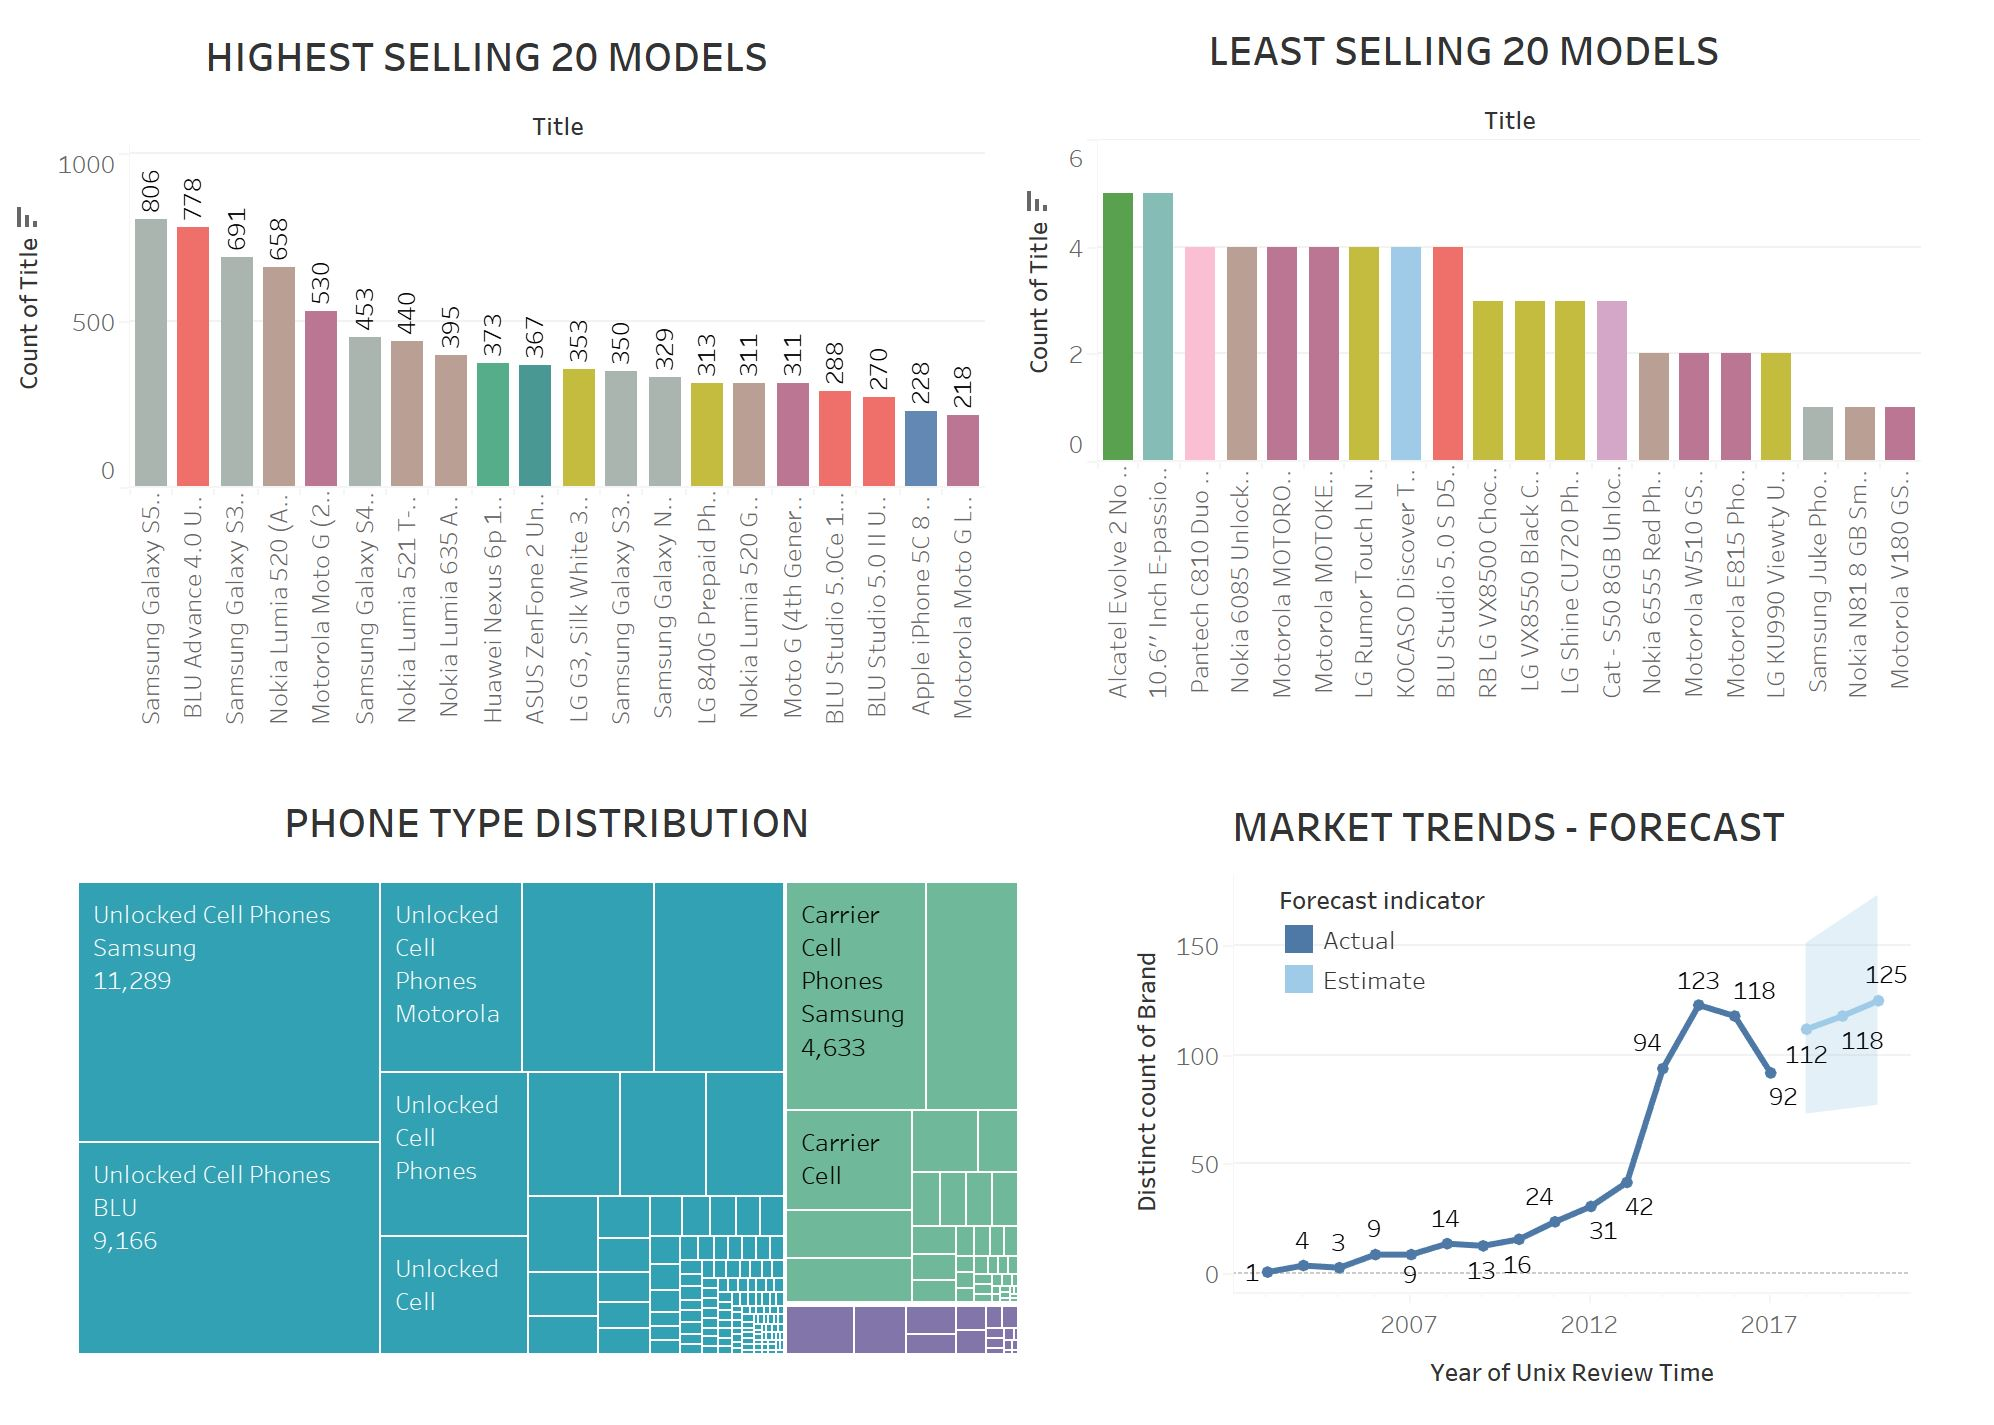 HIGHEST SELLING 20 MODELS
Title
Count of Title
1000
500
0
806
778
691
658
530
453
440
395
373
367
353
350
329
313
311
311
288
270
228
218
Samsung Galaxy S5..
BLU Advance 4.0 U..
Samsung Galaxy S3..
Nokia Lumia 520 (A..
Motorola Moto G (2..
Samsung Galaxy S4..
Nokia Lumia 521 T-..
Nokia Lumia 635 A..
Huawei Nexus 6p 1..
ASUS ZenFone 2 Un..
LG G3, Silk White 3..
Samsung Galaxy S3..
Samsung Galaxy N..
LG 840G Prepaid Ph..
Nokia Lumia 520 G..
Moto G (4th Gener..
BLU Studio 5.0Ce 1..
BLU Studio 5.0 II U..
Apple iPhone 5C 8 ..
Motorola Moto G L..
LEAST SELLING 20 MODELS
Title
Count of Title
6
4
2
0
Alcatel Evolve 2 No ..
10.6’’ Inch E-passio..
Pantech C810 Duo ..
Nokia 6085 Unlock..
Motorola MOTORO..
Motorola MOTOKE..
LG Rumor Touch LN..
KOCASO Discover T..
BLU Studio 5.0 S D5..
RB LG VX8500 Choc..
LG VX8550 Black C..
LG Shine CU720 Ph..
Cat - S50 8GB Unloc..
Nokia 6555 Red Ph..
Motorola W510 GS..
Motorola E815 Pho..
LG KU990 Viewty U..
Samsung Juke Pho..
Nokia N81 8 GB Sm..
Motorola V180 GS..
PHONE TYPE DISTRIBUTION
Unlocked Cell Phones
Samsung
11,289
Unlocked Cell Phones
BLU
9,166
Unlocked
Cell
Phones
Motorola
Unlocked
Cell
Phones
Unlocked
Cell
Carrier
Cell
Phones
Samsung
4,633
Carrier
Cell
MARKET TRENDS - FORECAST
Forecast indicator
Actual
Estimate
Distinct count of Brand
150
100
50
0
1
4
3
9
9
14
13
16
24
31
42
94
123
118
92
112
118
125
2007
2012
2017
Year of Unix Review Time